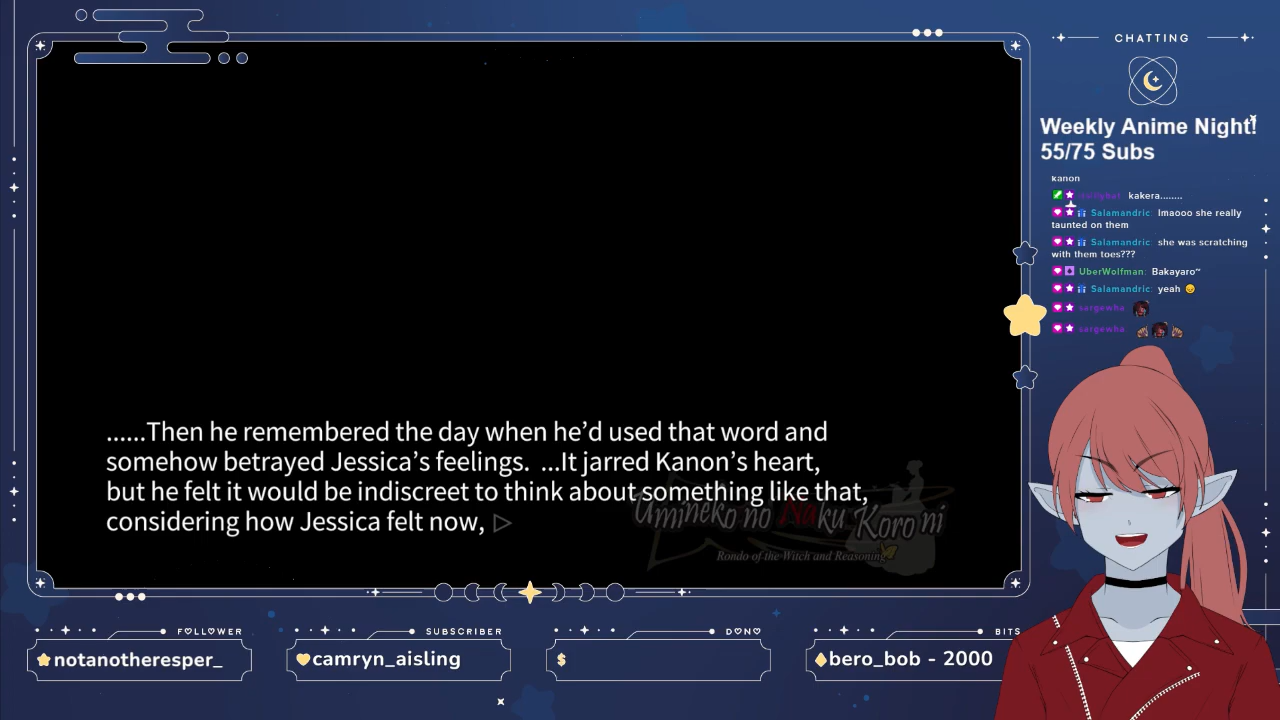 CHATTING
Weekly Anime Night!
55/75 Subs
kanon
kakera........
Salamandric: lmaooo she really
taunted on them
Salamandric: she was scratching
with them toes???
UberWolfman: Bakayaro~
Salamandric: yeah
sargewha
sargewha
......Then he remembered the day when he'd used that word and
somehow betrayed Jessica's feelings. ...It jarred Kanon's heart,
but he felt it would be indiscreet to think about something like that,
considering how Jessica felt now,
Umineko no Naku Koro ni
Rondo of the Witch and Reasoning
FOLLOWER
notanotheresper_
SUBSCRIBER
camryn_aisling
DONO
$
BITS
bero_bob - 2000